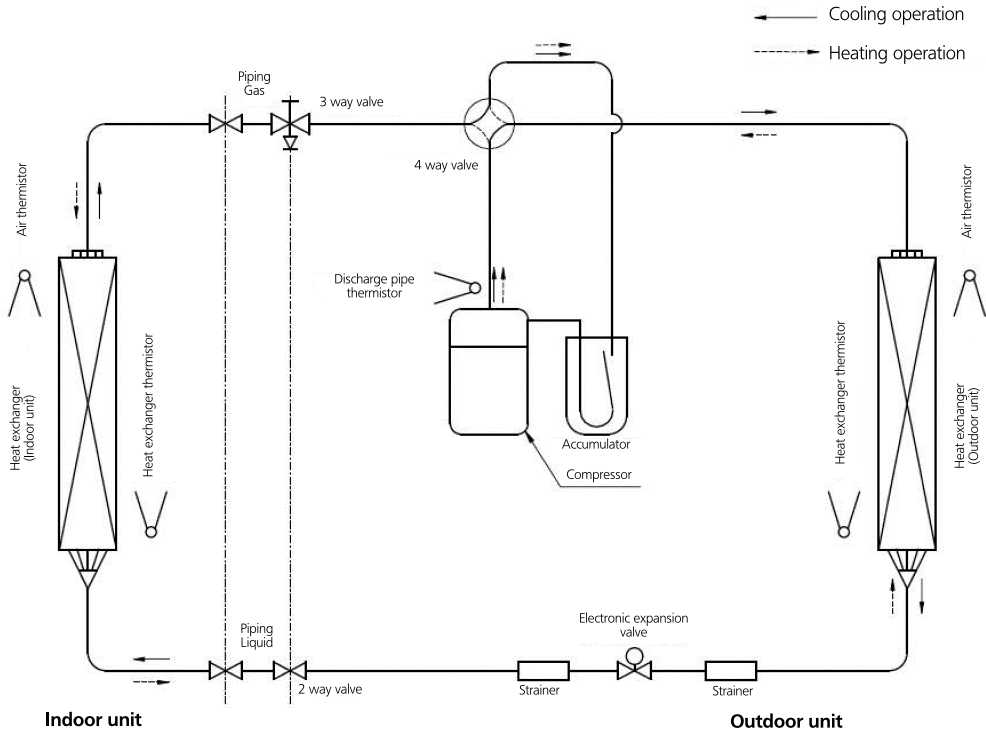 Cooling operation
Heating operation
Piping
Gas
3 way valve
4 way valve
Air thermistor
Air thermistor
Discharge pipe
thermistor
Heat exchanger thermistor
Heat exchanger
(Indoor unit)
Heat exchanger thermistor
Heat exchanger
(Outdoor unit)
Accumulator
Compressor
Piping
Liquid
2 way valve
Electronic expansion
valve
Strainer
Strainer
Indoor unit
Outdoor unit